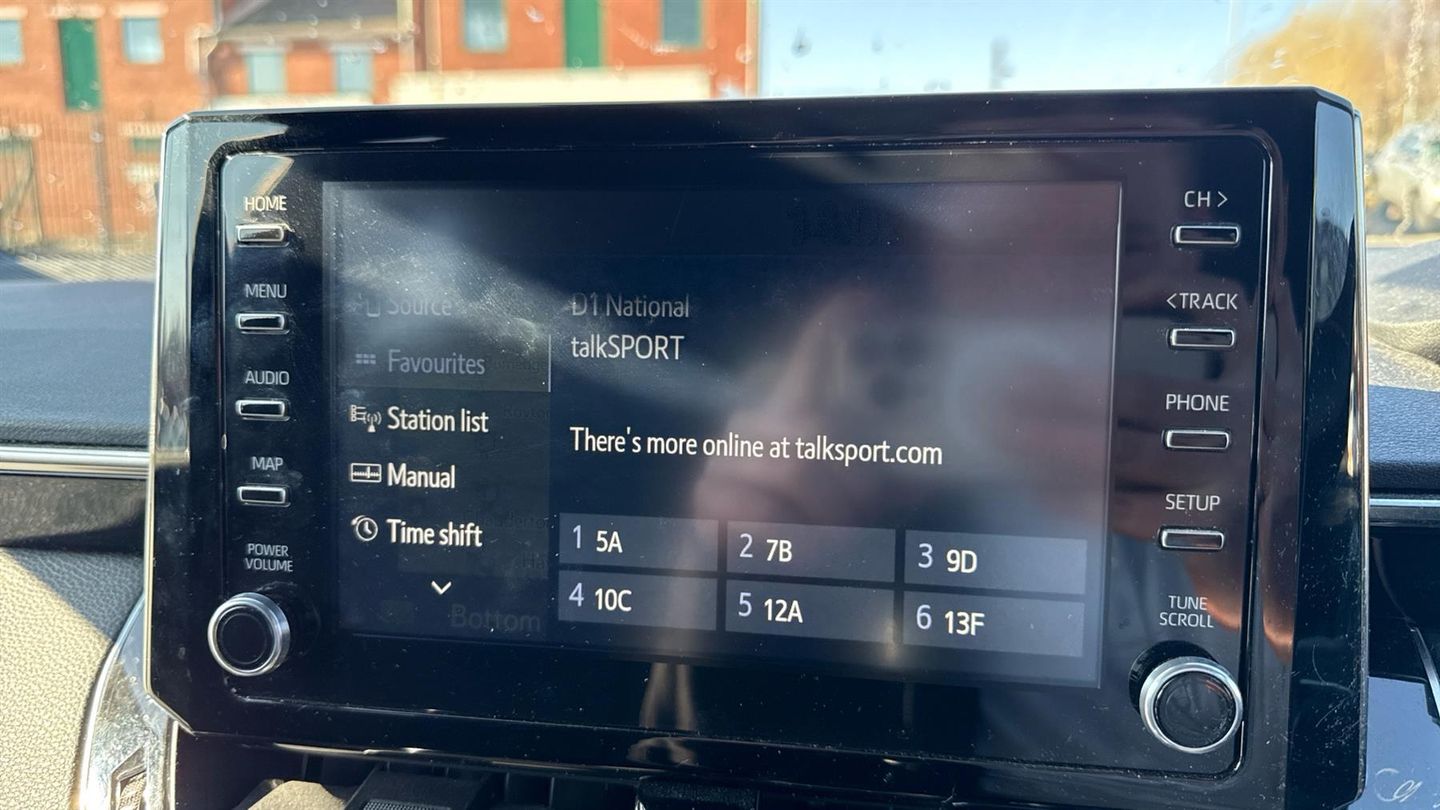 HOME
MENU
AUDIO
MAP
POWER
VOLUME
Source
Favourites
Station list
Manual
Time shift
Bottom
D1 National
talkSPORT
There's more online at talksport.com
1 5A
2 7B
3 9D
4 10C
5 12A
6 13F
CH >
<TRACK
PHONE
SETUP
TUNE
SCROLL